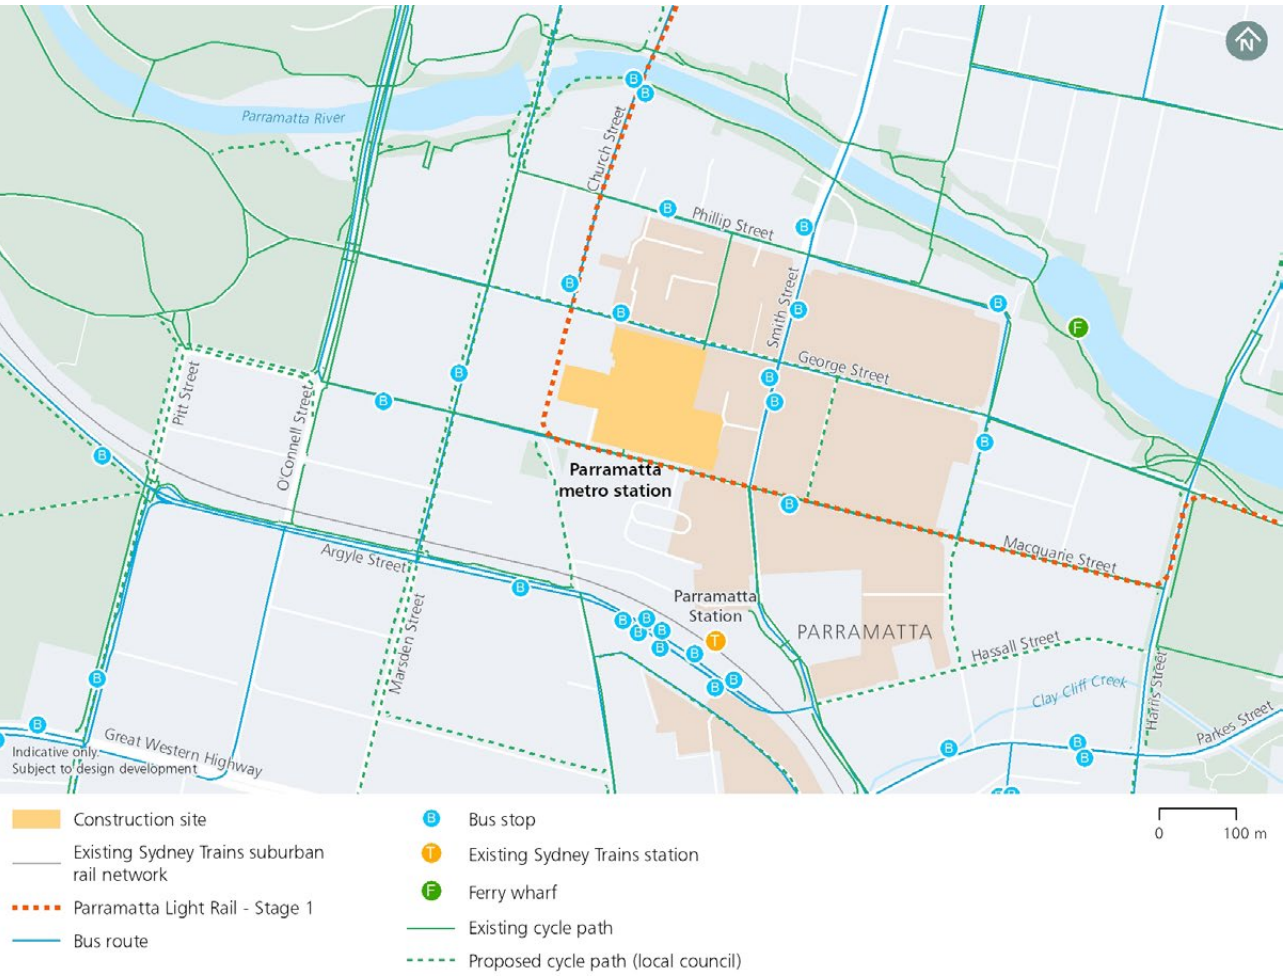 N
Parramatta River
Church Street
B
B
B
Phillip Street
B
B
B
Smith Street
B
B
F
B
George Street
B
B
B
Pitt Street
B
O'Connell Street
B
B
Parramatta
metro station
B
Macquarie Street
Argyle Street
B
Marsden Street
Parramatta
Station
B
B
B
B
B
B
B
B
T
PARRAMATTA
Hassall Street
Clay Cliff Creek
Harris Street
Parkes Street
B
B
B
B
B
B
B
B
Great Western Highway
Indicative only.
Subject to design development
Construction site
Existing Sydney Trains suburban
rail network
Parramatta Light Rail - Stage 1
Bus route
B Bus stop
T Existing Sydney Trains station
F Ferry wharf
Existing cycle path
Proposed cycle path (local council)
0 100 m